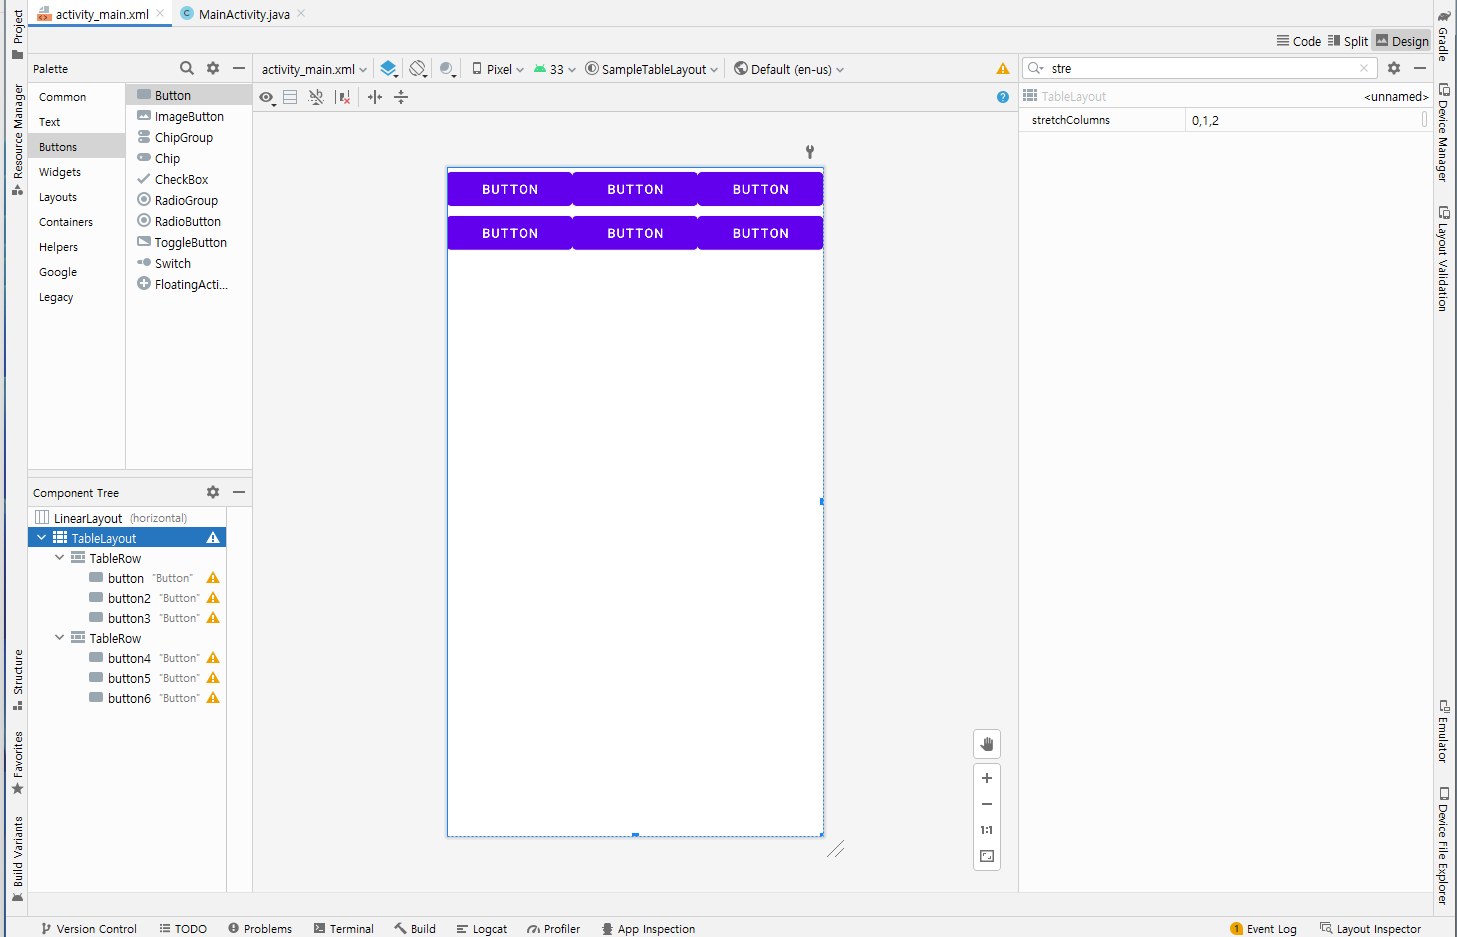 activity_main.xml
MainActivity.java
Code
Split
Design
Project
Resource Manager
Structure
Favorites
Build Variants
Palette
Common
Text
Buttons
Widgets
Layouts
Containers
Helpers
Google
Legacy
Button
ImageButton
ChipGroup
Chip
CheckBox
RadioGroup
RadioButton
ToggleButton
Switch
FloatingActi...
activity_main.xml
Pixel
33
SampleTableLayout
Default (en-us)
BUTTON BUTTON BUTTON
BUTTON BUTTON BUTTON
1:1
stre
TableLayout <unnamed>
stretchColumns 0,1,2
Component Tree
LinearLayout (horizontal)
TableLayout
TableRow
button "Button"
button2 "Button"
button3 "Button"
TableRow
button4 "Button"
button5 "Button"
button6 "Button"
Gradle
Device Manager
Layout Validation
Emulator
Device File Explorer
Version Control
TODO
Problems
Terminal
Build
Logcat
Profiler
App Inspection
1 Event Log
Layout Inspector